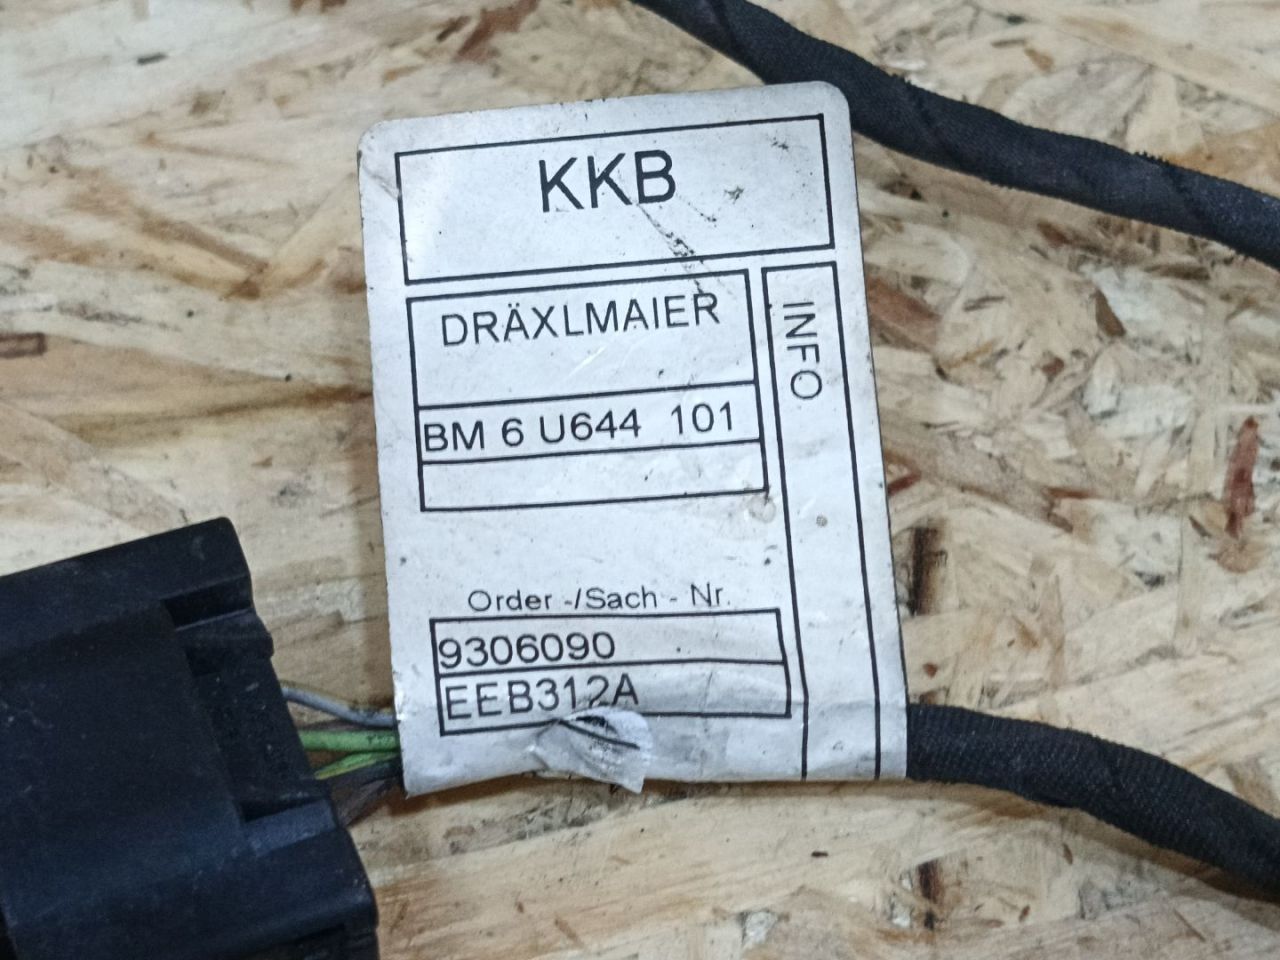 KKB
DRÄXLMAIER
INFO
BM 6 U644 101
Order -/Sach - Nr.
9306090
EEB312A